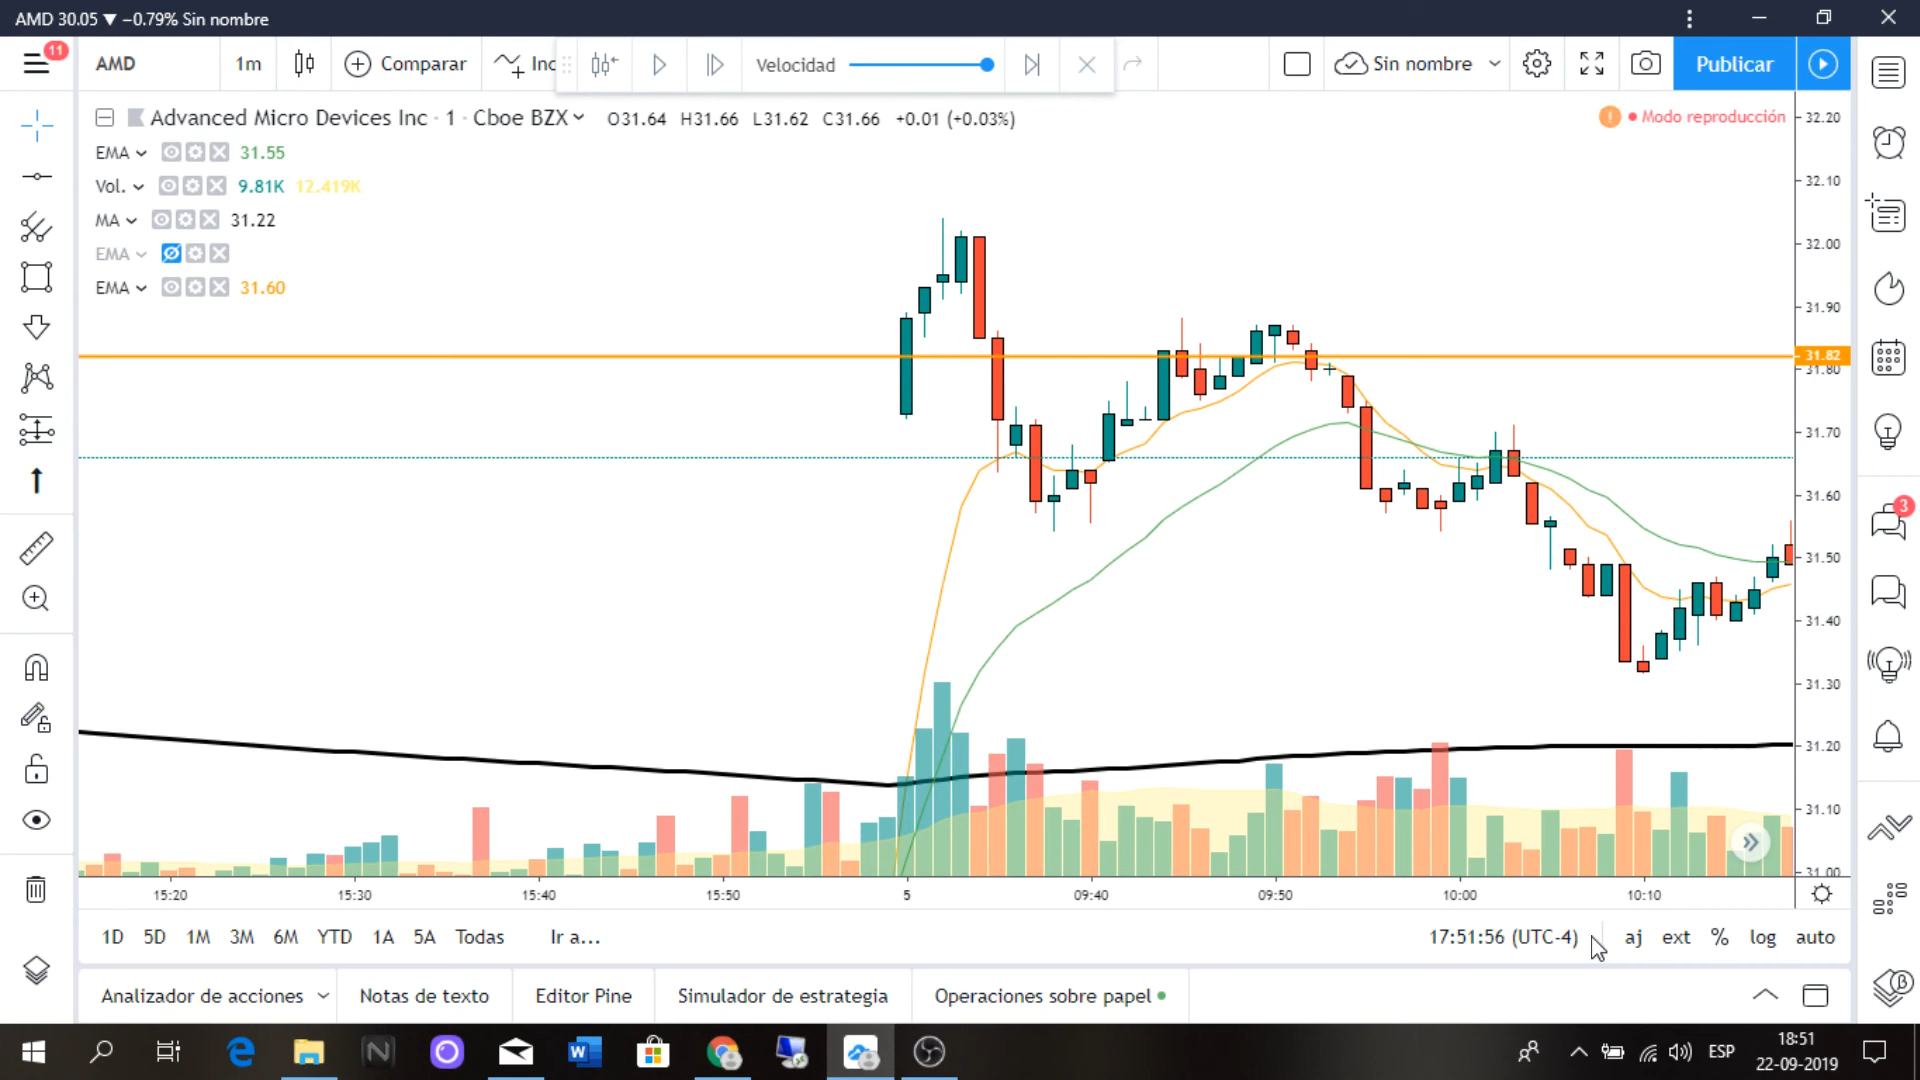 AMD 30.05 ▼ −0.79% Sin nombre
11
AMD
1m
Comparar
Inc
Velocidad
Sin nombre
Publicar
Advanced Micro Devices Inc · 1 · Cboe BZX
O31.64 H31.66 L31.62 C31.66 +0.01 (+0.03%)
Modo reproducción
EMA 31.55
Vol. 9.81K 12.419K
MA 31.22
EMA
EMA 31.60
32.20
32.10
32.00
31.90
31.82
31.80
31.70
31.60
31.50
31.40
31.30
31.20
31.10
31.00
3
15:20 15:30 15:40 15:50 5 09:40 09:50 10:00 10:10
1D 5D 1M 3M 6M YTD 1A 5A Todas Ir a... 17:51:56 (UTC-4) aj ext % log auto
Analizador de acciones Notas de texto Editor Pine Simulador de estrategia Operaciones sobre papel
ESP
18:51
22-09-2019